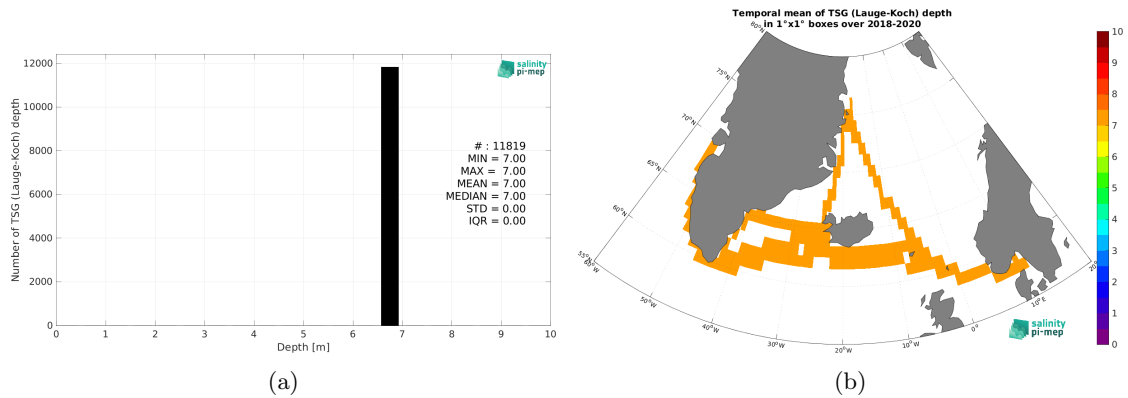 12000
10000
8000
6000
4000
2000
0
Number of TSG (Lauge-Koch) depth
0 1 2 3 4 5 6 7 8 9 10
Depth [m]
salinity
pi-mep
# : 11819
MIN = 7.00
MAX = 7.00
MEAN = 7.00
MEDIAN = 7.00
STD = 0.00
IQR = 0.00
(a)
Temporal mean of TSG (Lauge-Koch) depth
in 1°x1° boxes over 2018-2020
80°N
75°N
70°N
65°N
60°N
55°N
60°W
50°W
40°W
30°W
20°W
10°W
0°
10°E
20°
salinity
pi-mep
10
9
8
7
6
5
4
3
2
1
0
(b)